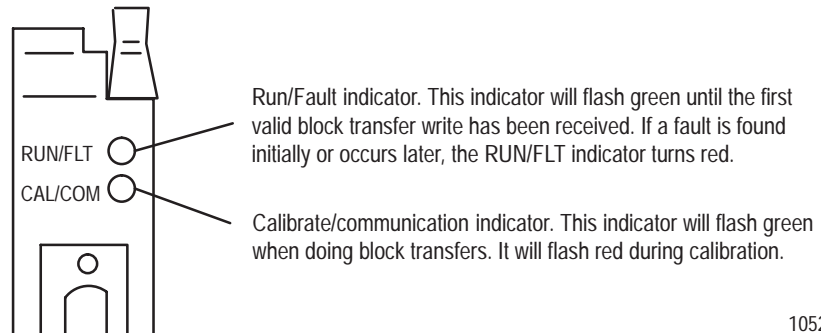 Run/Fault indicator. This indicator will flash green until the first
valid block transfer write has been received. If a fault is found
initially or occurs later, the RUN/FLT indicator turns red.
RUN/FLT
CAL/COM
Calibrate/communication indicator. This indicator will flash green
when doing block transfers. It will flash red during calibration.
1052